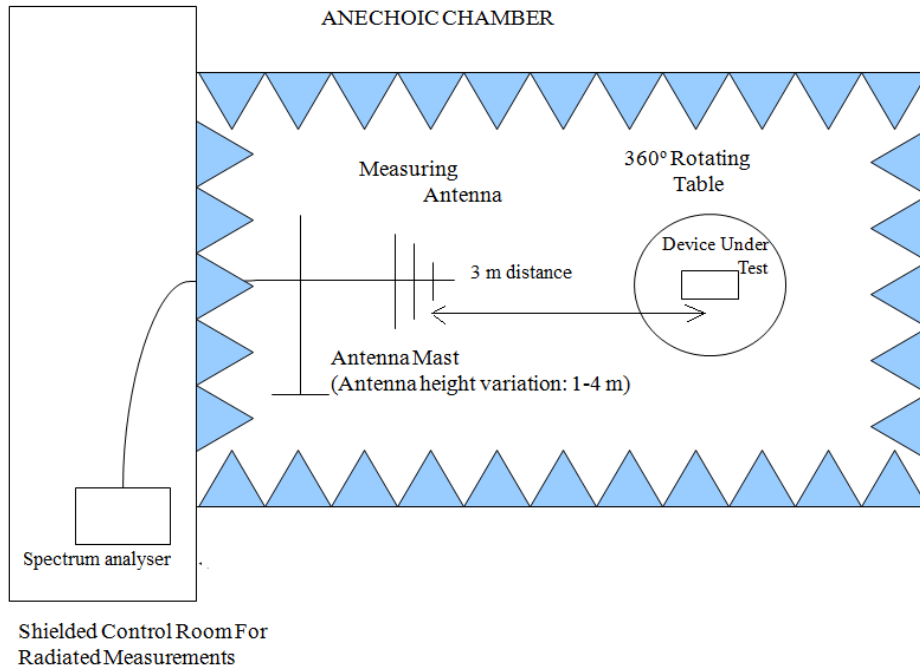 ANECHOIC CHAMBER
Measuring
Antenna
360º Rotating
Table
Device Under
Test
3 m distance
Antenna Mast
(Antenna height variation: 1-4 m)
Spectrum analyser
Shielded Control Room For
Radiated Measurements